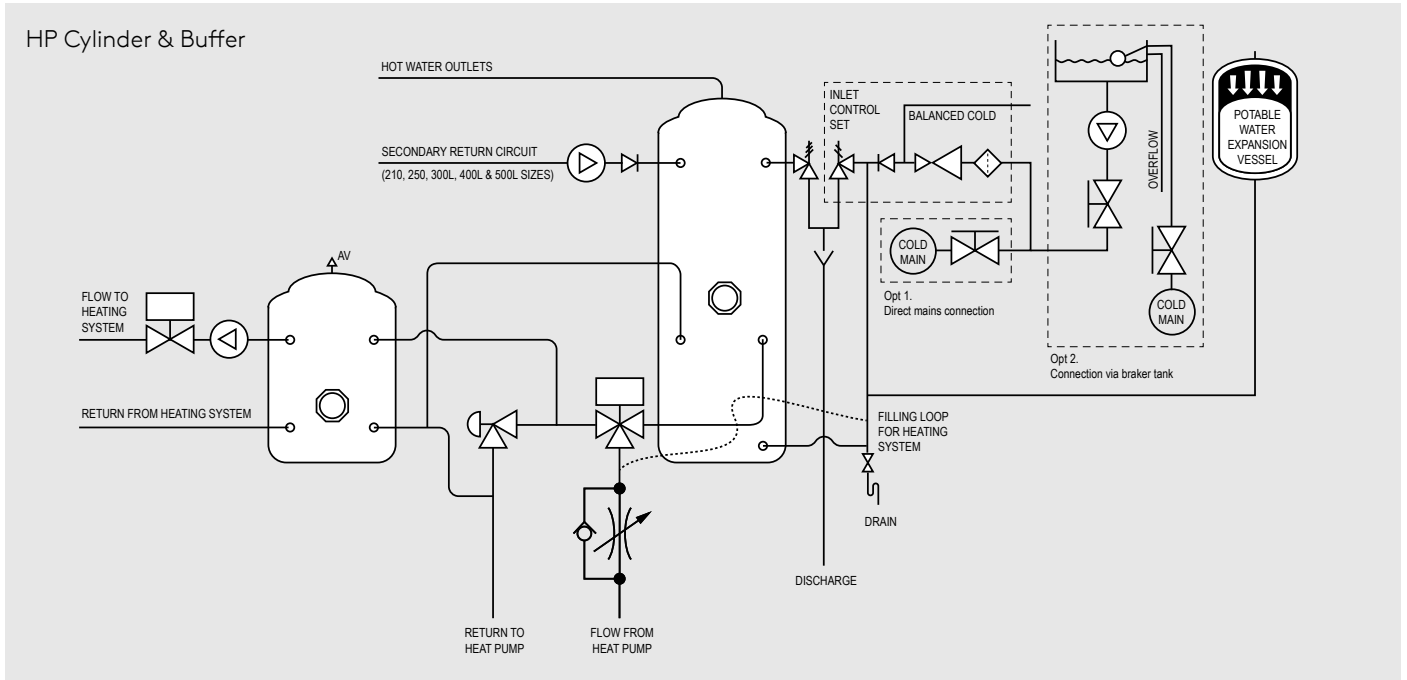 HP Cylinder & Buffer
HOT WATER OUTLETS
SECONDARY RETURN CIRCUIT
(210, 250, 300L, 400L & 500L SIZES)
INLET
CONTROL
SET
BALANCED COLD
OVERFLOW
POTABLE
WATER
EXPANSION
VESSEL
COLD
MAIN
Opt 1.
Direct mains connection
COLD
MAIN
Opt 2.
Connection via braker tank
AV
FLOW TO
HEATING
SYSTEM
RETURN FROM HEATING SYSTEM
FILLING LOOP
FOR HEATING
SYSTEM
DRAIN
DISCHARGE
RETURN TO
HEAT PUMP
FLOW FROM
HEAT PUMP